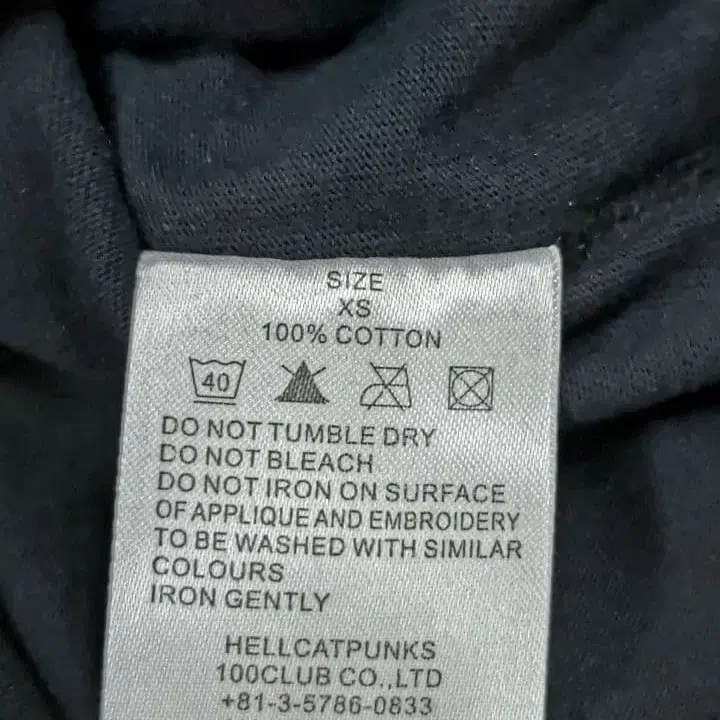 SIZE
XS
100% COTTON
40
DO NOT TUMBLE DRY
DO NOT BLEACH
DO NOT IRON ON SURFACE
OF APPLIQUE AND EMBROIDERY
TO BE WASHED WITH SIMILAR
COLOURS
IRON GENTLY
HELLCATPUNKS
100CLUB CO.,LTD
+81-3-5786-0833